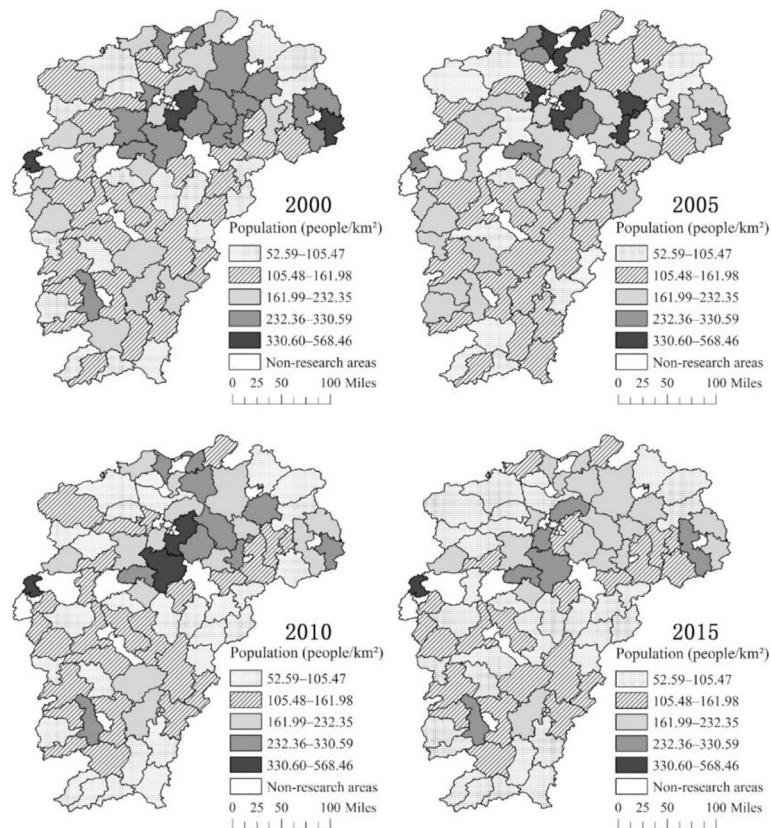 2000
Population (people/km²)
52.59–105.47
105.48–161.98
161.99–232.35
232.36–330.59
330.60–568.46
Non-research areas
0 25 50 100 Miles
2005
Population (people/km²)
52.59–105.47
105.48–161.98
161.99–232.35
232.36–330.59
330.60–568.46
Non-research areas
0 25 50 100 Miles
2010
Population (people/km²)
52.59–105.47
105.48–161.98
161.99–232.35
232.36–330.59
330.60–568.46
Non-research areas
0 25 50 100 Miles
2015
Population (people/km²)
52.59–105.47
105.48–161.98
161.99–232.35
232.36–330.59
330.60–568.46
Non-research areas
0 25 50 100 Miles